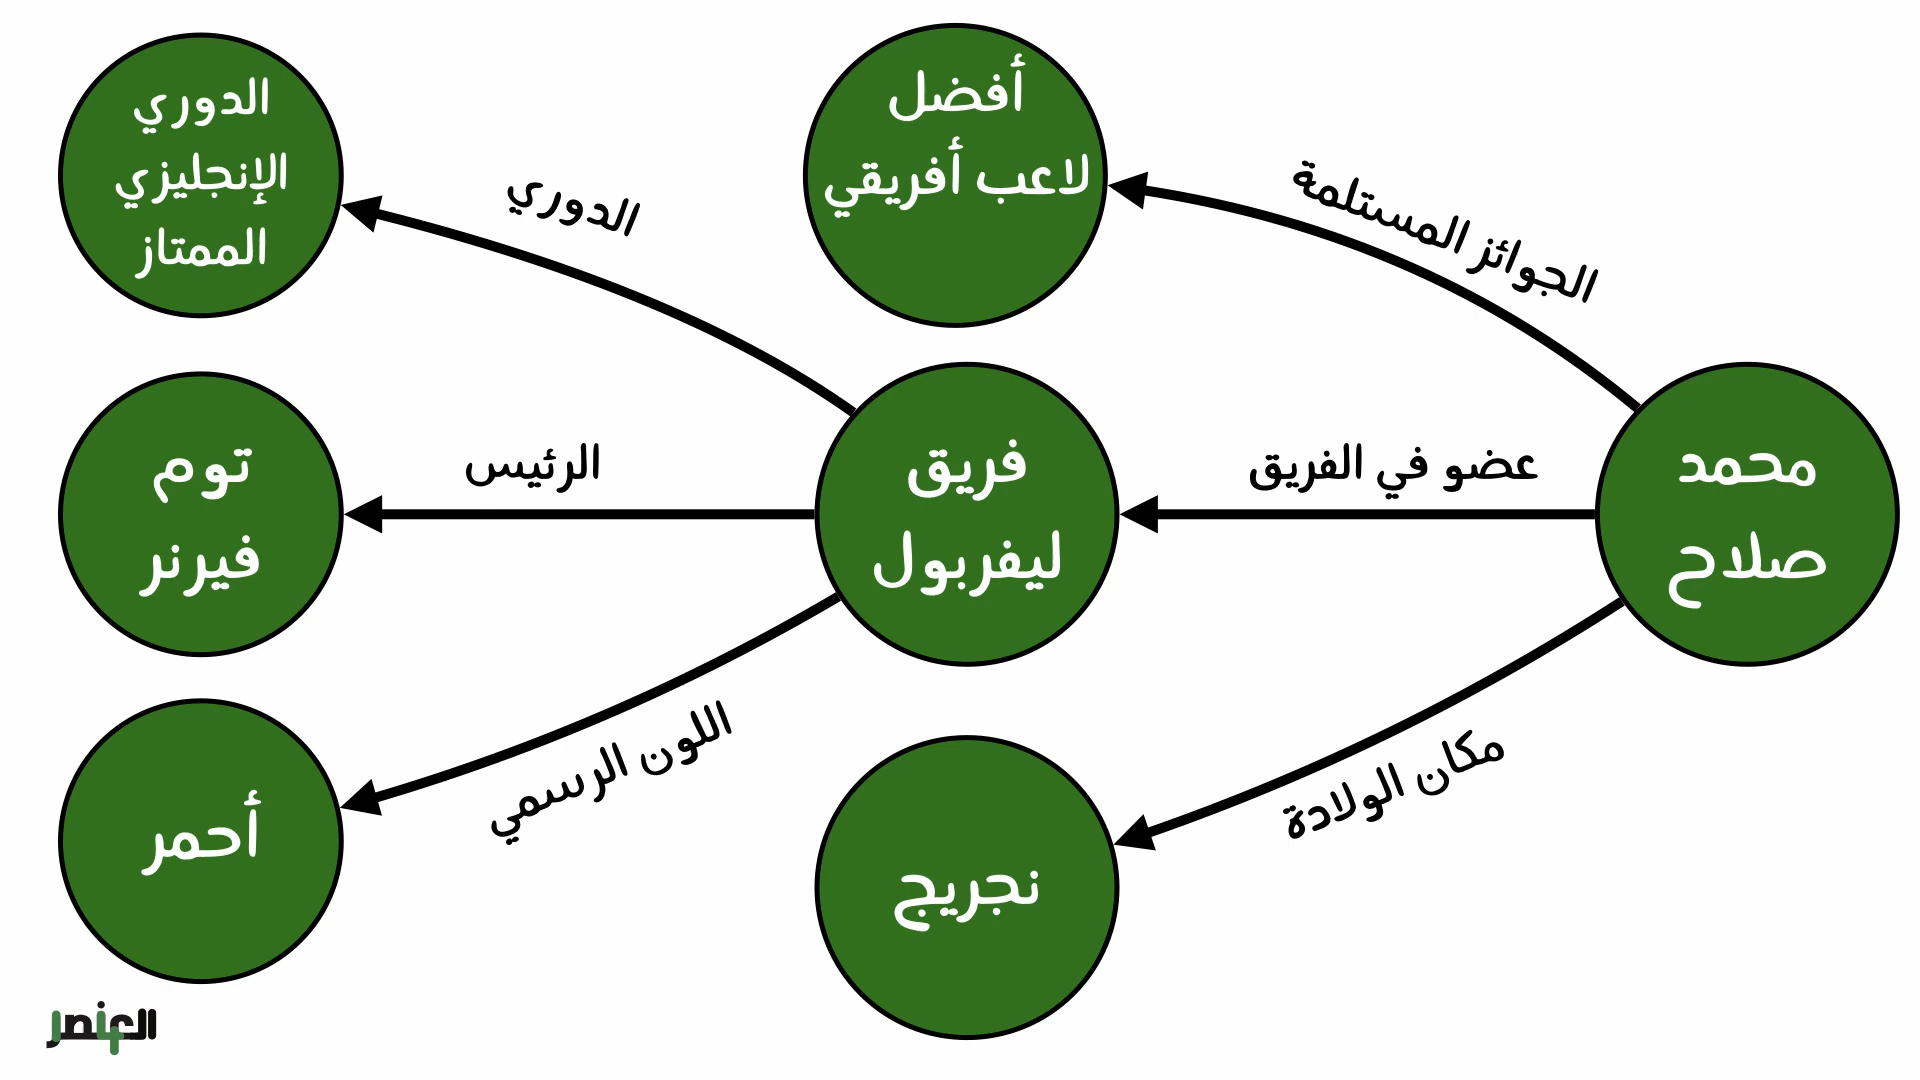 محمد
صلاح
الجوائز المستلمة
عضو في الفريق
مكان الولادة
أفضل
لاعب أفريقي
فريق
ليفربول
نجريج
الدوري
الرئيس
اللون الرسمي
الدوري
الإنجليزي
الممتاز
توم
فيرنر
أحمر
العنصر